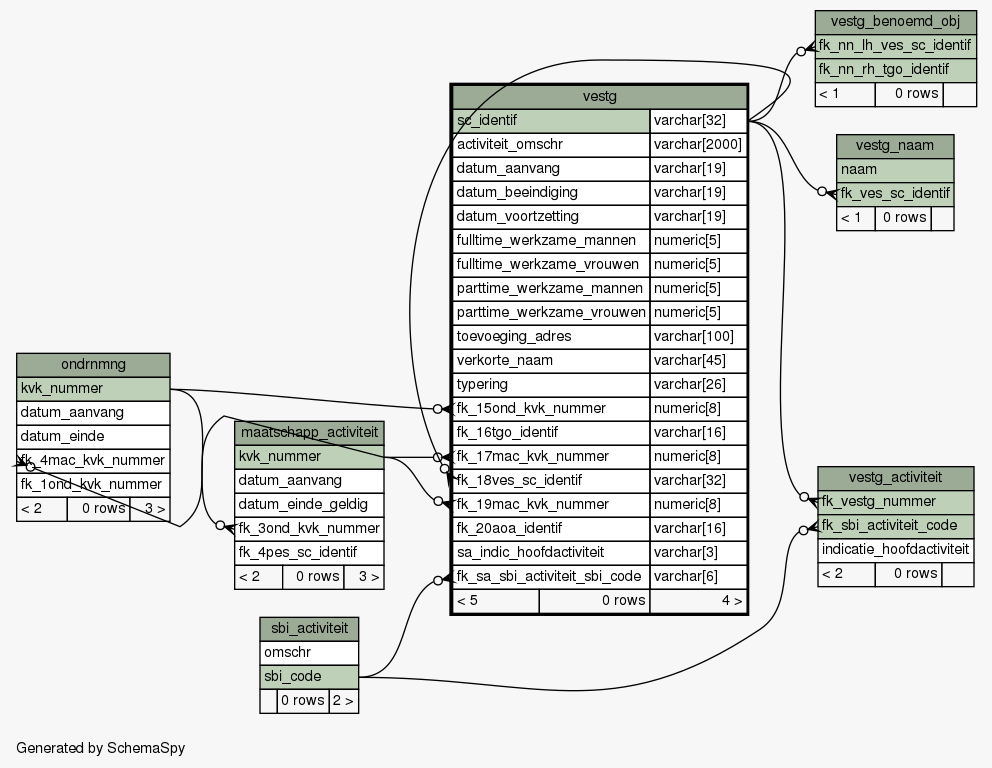 vestg_benoemd_obj
fk_nn_lh_ves_sc_identif
fk_nn_rh_tgo_identif
< 1 0 rows
vestg
sc_identif varchar[32]
activiteit_omschr varchar[2000]
datum_aanvang varchar[19]
datum_beeindiging varchar[19]
datum_voortzetting varchar[19]
fulltime_werkzame_mannen numeric[5]
fulltime_werkzame_vrouwen numeric[5]
parttime_werkzame_mannen numeric[5]
parttime_werkzame_vrouwen numeric[5]
toevoeging_adres varchar[100]
verkorte_naam varchar[45]
typering varchar[26]
fk_15ond_kvk_nummer numeric[8]
fk_16tgo_identif varchar[16]
fk_17mac_kvk_nummer numeric[8]
fk_18ves_sc_identif varchar[32]
fk_19mac_kvk_nummer numeric[8]
fk_20aoa_identif varchar[16]
sa_indic_hoofdactiviteit varchar[3]
fk_sa_sbi_activiteit_sbi_code varchar[6]
< 5 0 rows 4 >
vestg_naam
naam
fk_ves_sc_identif
< 1 0 rows
ondrnmng
kvk_nummer
datum_aanvang
datum_einde
fk_4mac_kvk_nummer
fk_1ond_kvk_nummer
< 2 0 rows 3 >
maatschapp_activiteit
kvk_nummer
datum_aanvang
datum_einde_geldig
fk_3ond_kvk_nummer
fk_4pes_sc_identif
< 2 0 rows 3 >
vestg_activiteit
fk_vestg_nummer
fk_sbi_activiteit_code
indicatie_hoofdactiviteit
< 2 0 rows
sbi_activiteit
omschr
sbi_code
0 rows 2 >
Generated by SchemaSpy